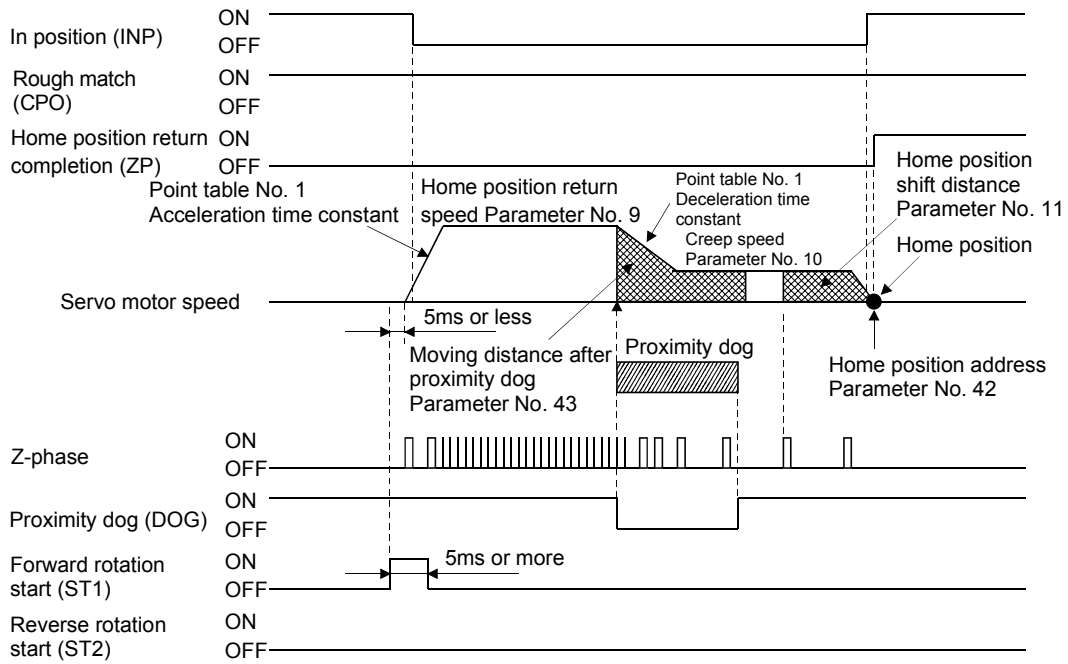 In position (INP)
ON
OFF
Rough match
(CPO)
ON
OFF
Home position return
completion (ZP)
ON
OFF
Point table No. 1
Acceleration time constant
Home position return
speed Parameter No. 9
Point table No. 1
Deceleration time
constant
Creep speed
Parameter No. 10
Home position
shift distance
Parameter No. 11
Home position
Servo motor speed
5ms or less
Moving distance after
proximity dog
Parameter No. 43
Proximity dog
Home position address
Parameter No. 42
Z-phase
ON
OFF
Proximity dog (DOG)
ON
OFF
Forward rotation
start (ST1)
ON
OFF
5ms or more
Reverse rotation
start (ST2)
ON
OFF